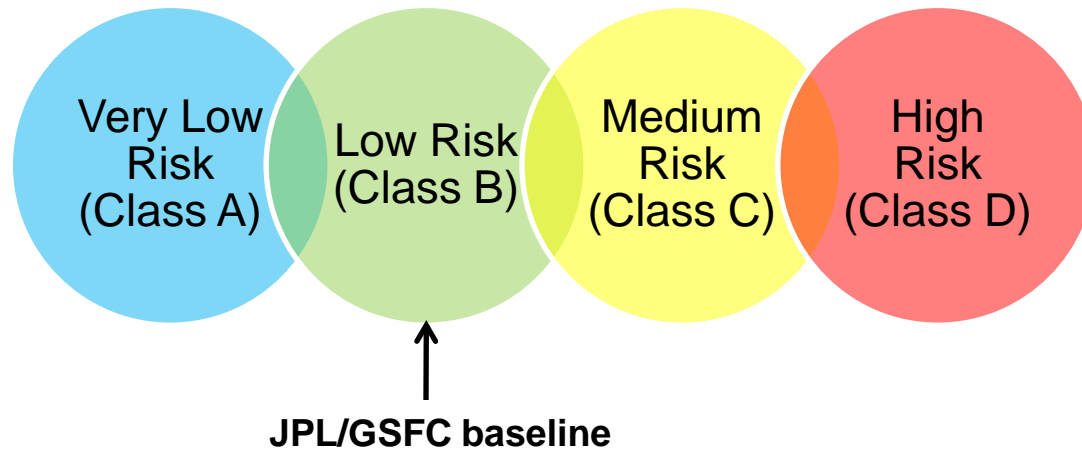 Very Low
Risk
(Class A)
Low Risk
(Class B)
Medium
Risk
(Class C)
High
Risk
(Class D)
JPL/GSFC baseline